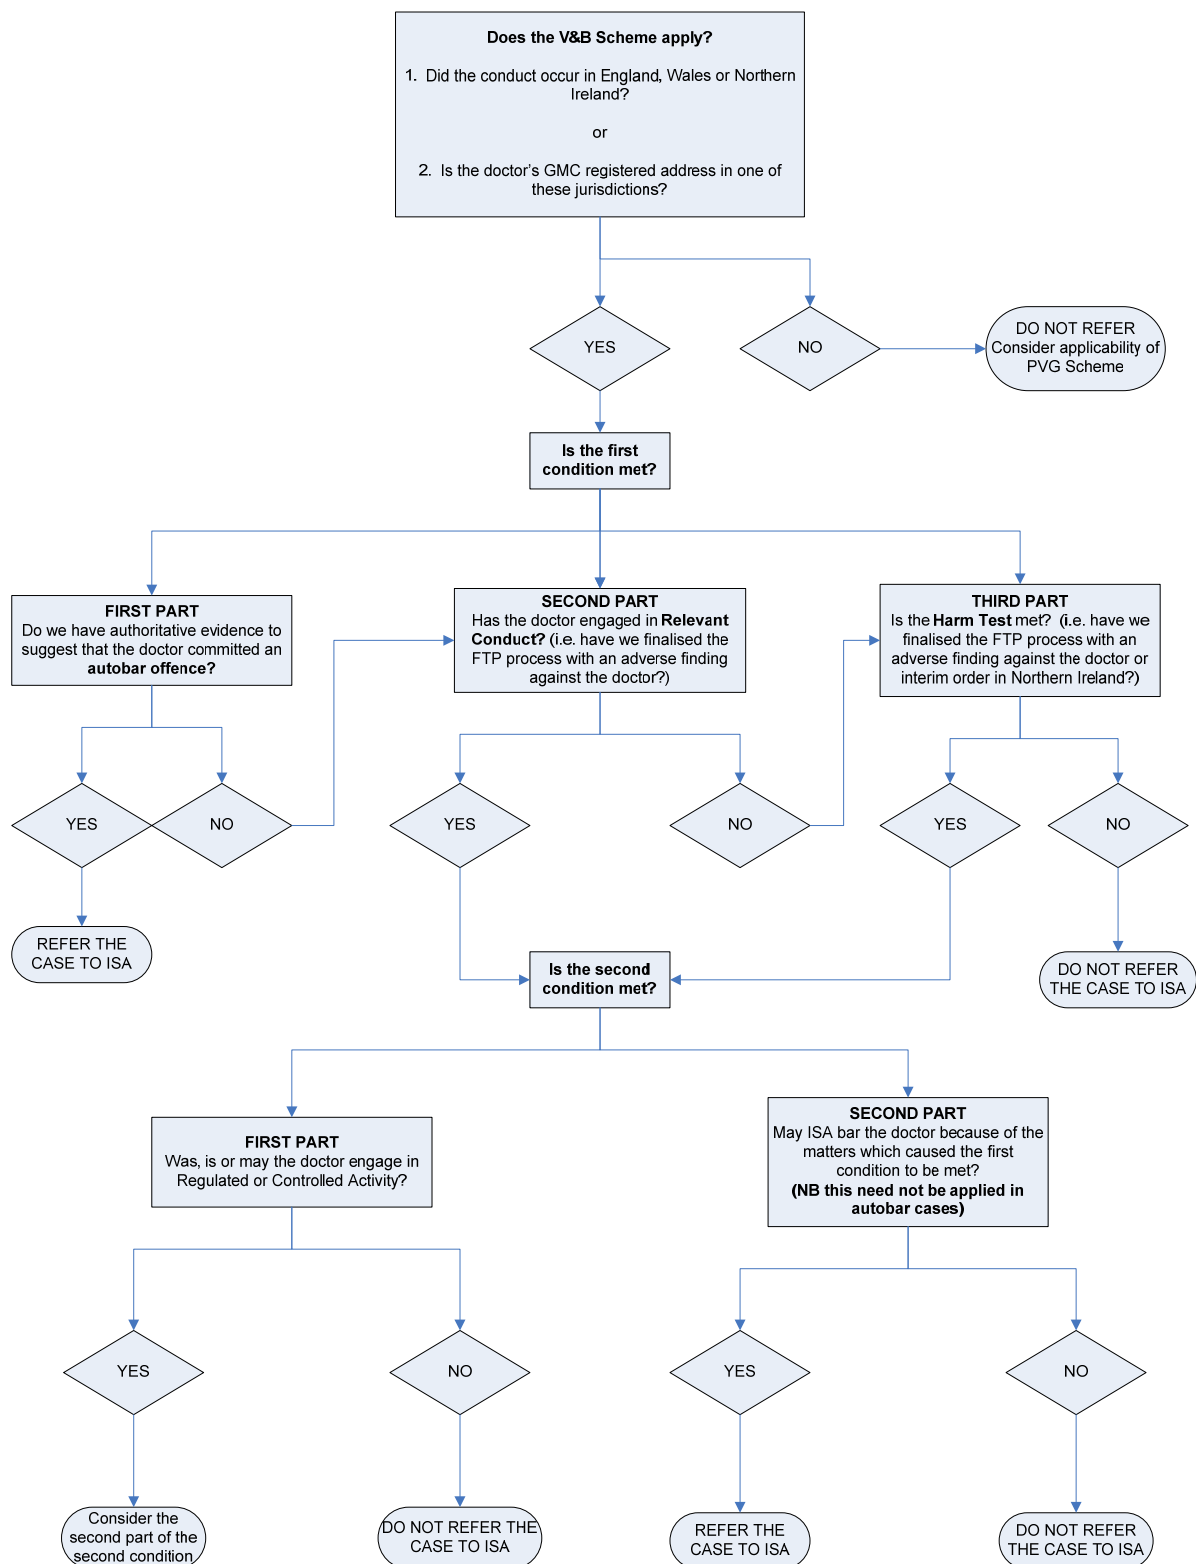 Does the V&B Scheme apply?
1. Did the conduct occur in England, Wales or Northern
Ireland?
or
2. Is the doctor's GMC registered address in one of
these jurisdictions?
YES
NO
DO NOT REFER
Consider applicability of
PVG Scheme
Is the first
condition met?
FIRST PART
Do we have authoritative evidence to
suggest that the doctor committed an
autobar offence?
SECOND PART
Has the doctor engaged in Relevant
Conduct? (i.e. have we finalised the
FTP process with an adverse finding
against the doctor?)
THIRD PART
Is the Harm Test met? (i.e. have we
finalised the FTP process with an
adverse finding against the doctor or
interim order in Northern Ireland?)
YES
NO
YES
NO
YES
NO
REFER THE
CASE TO ISA
Is the second
condition met?
DO NOT REFER
THE CASE TO ISA
FIRST PART
Was, is or may the doctor engage in
Regulated or Controlled Activity?
SECOND PART
May ISA bar the doctor because of the
matters which caused the first
condition to be met?
(NB this need not be applied in
autobar cases)
YES
NO
YES
NO
Consider the
second part of the
second condition
DO NOT REFER THE
CASE TO ISA
REFER THE
CASE TO ISA
DO NOT REFER
THE CASE TO ISA